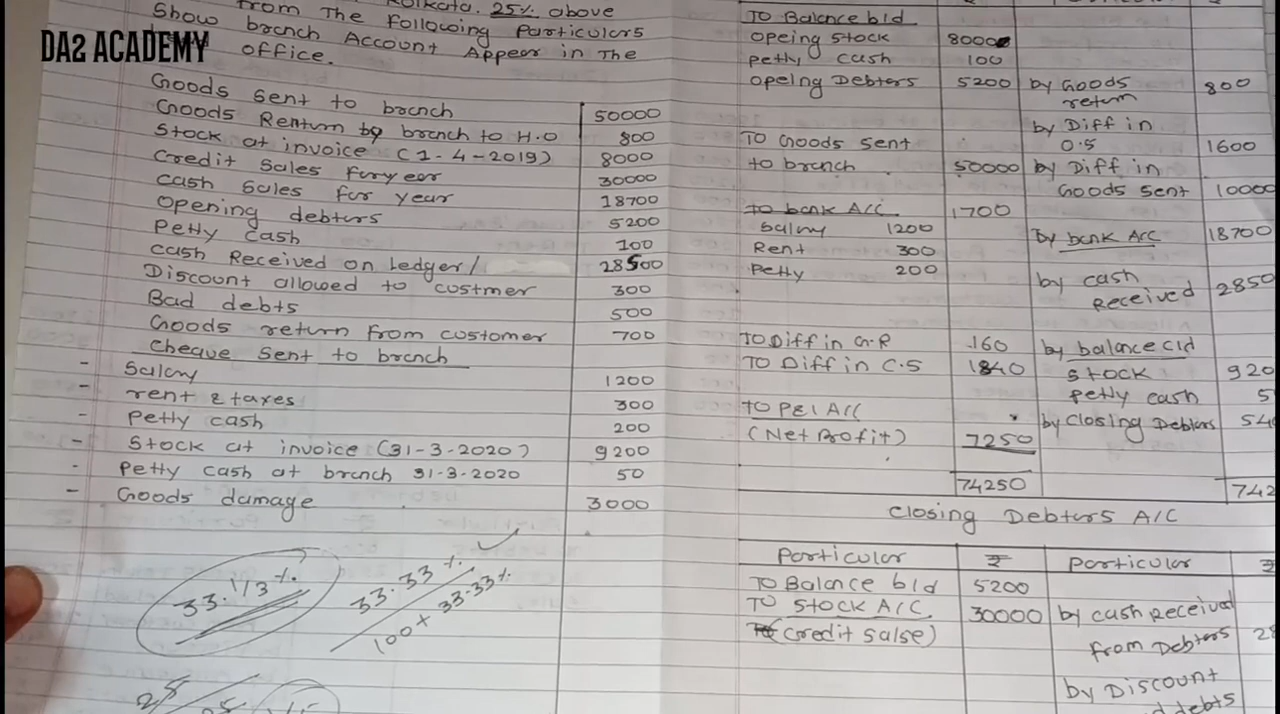 Kolkata. 25% above
From The Following Particulars
Show branch Account Appear in The
office.
DA2 ACADEMY
Goods sent to branch 50000
Goods Renturn by branch to H.O 800
Stock at invoice (1-4-2019) 8000
Credit Sales for year 30000
Cash Sales for year 18700
Opening debturs 5200
Petty Cash 100
Cash Received on Ledger/ 28500
Discount allowed to custmer 300
Bad debts 500
Goods return from customer 700
Cheque sent to branch
- Salary 1200
- rent & taxes 300
- Petty cash 200
- Stock at invoice (31-3-2020) 9200
- Petty cash at branch 31-3-2020 50
- Goods damage 3000
33.1/3%
33.33%
100+ 33.33%
25
TO Balance b/d
opeing stock 8000
petty cash 100
opeing Debters 5200 by Goods
return 800
by Diff in
TO Goods sent O.S 1600
to branch 50000 by Diff in
Goods sent 10000
to bank A/C 1700
Salary 1200 by bank A/C 18700
Rent 300
Petty 200 by cash
Received 2850
TO Diff in G.R 160 by balance c/d
TO Diff in C.S 1840 stock 920
petty cash 5
TO P&L A/C by closing Debters 54
(Net Profit) 7250
74250 742
Closing Debturs A/C
Particular ₹ Particular ₹
TO Balance b/d 5200
TO Stock A/C. 30000 by cash Received
(Credit Salse) from Debtors 28
by Discount
debts